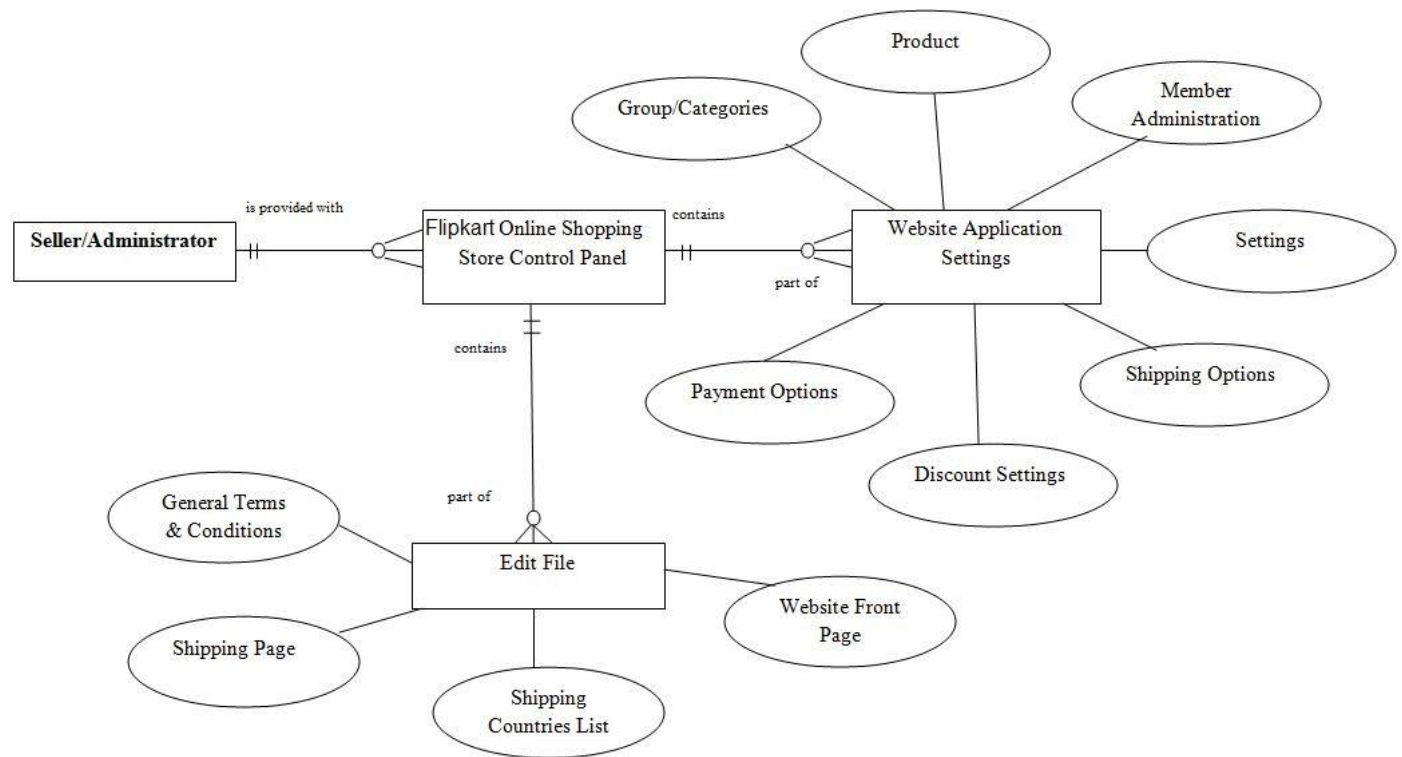 Product
Group/Categories
Member
Administration
is provided with
Seller/Administrator
Flipkart Online Shopping
Store Control Panel
contains
part of
Website Application
Settings
Settings
contains
Payment Options
Shipping Options
Discount Settings
part of
General Terms
& Conditions
Edit File
Shipping Page
Website Front
Page
Shipping
Countries List